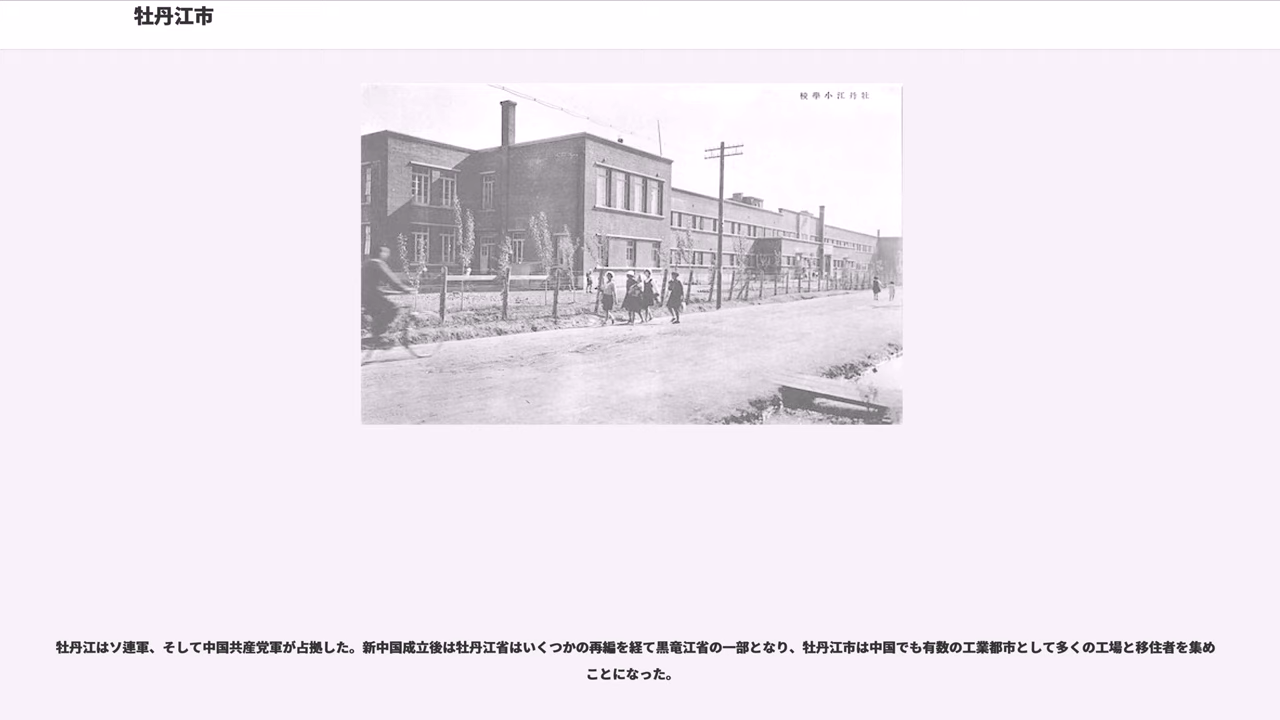 牡丹江市
校學小江丹牡
牡丹江はソ連軍、そして中国共産党軍が占拠した。新中国成立後は牡丹江省はいくつかの再編を経て黒竜江省の一部となり、牡丹江市は中国でも有数の工業都市として多くの工場と移住者を集め
ことになった。